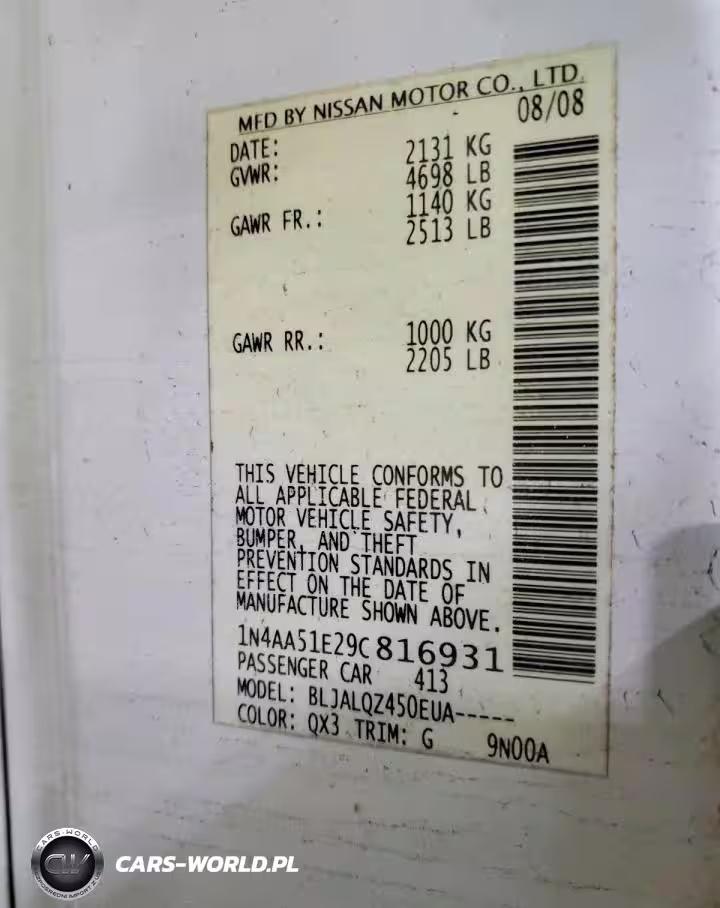 MFD BY NISSAN MOTOR CO., LTD.
DATE: 08/08
GVWR: 2131 KG
4698 LB
GAWR FR.: 1140 KG
2513 LB
GAWR RR.: 1000 KG
2205 LB
THIS VEHICLE CONFORMS TO
ALL APPLICABLE FEDERAL
MOTOR VEHICLE SAFETY,
BUMPER, AND THEFT
PREVENTION STANDARDS IN
EFFECT ON THE DATE OF
MANUFACTURE SHOWN ABOVE.
1N4AA51E29C816931
PASSENGER CAR 413
MODEL: BLJALQZ450EUA-----
COLOR: QX3 TRIM: G 9N00A
CARS-WORLD
CW
CARS-WORLD.PL